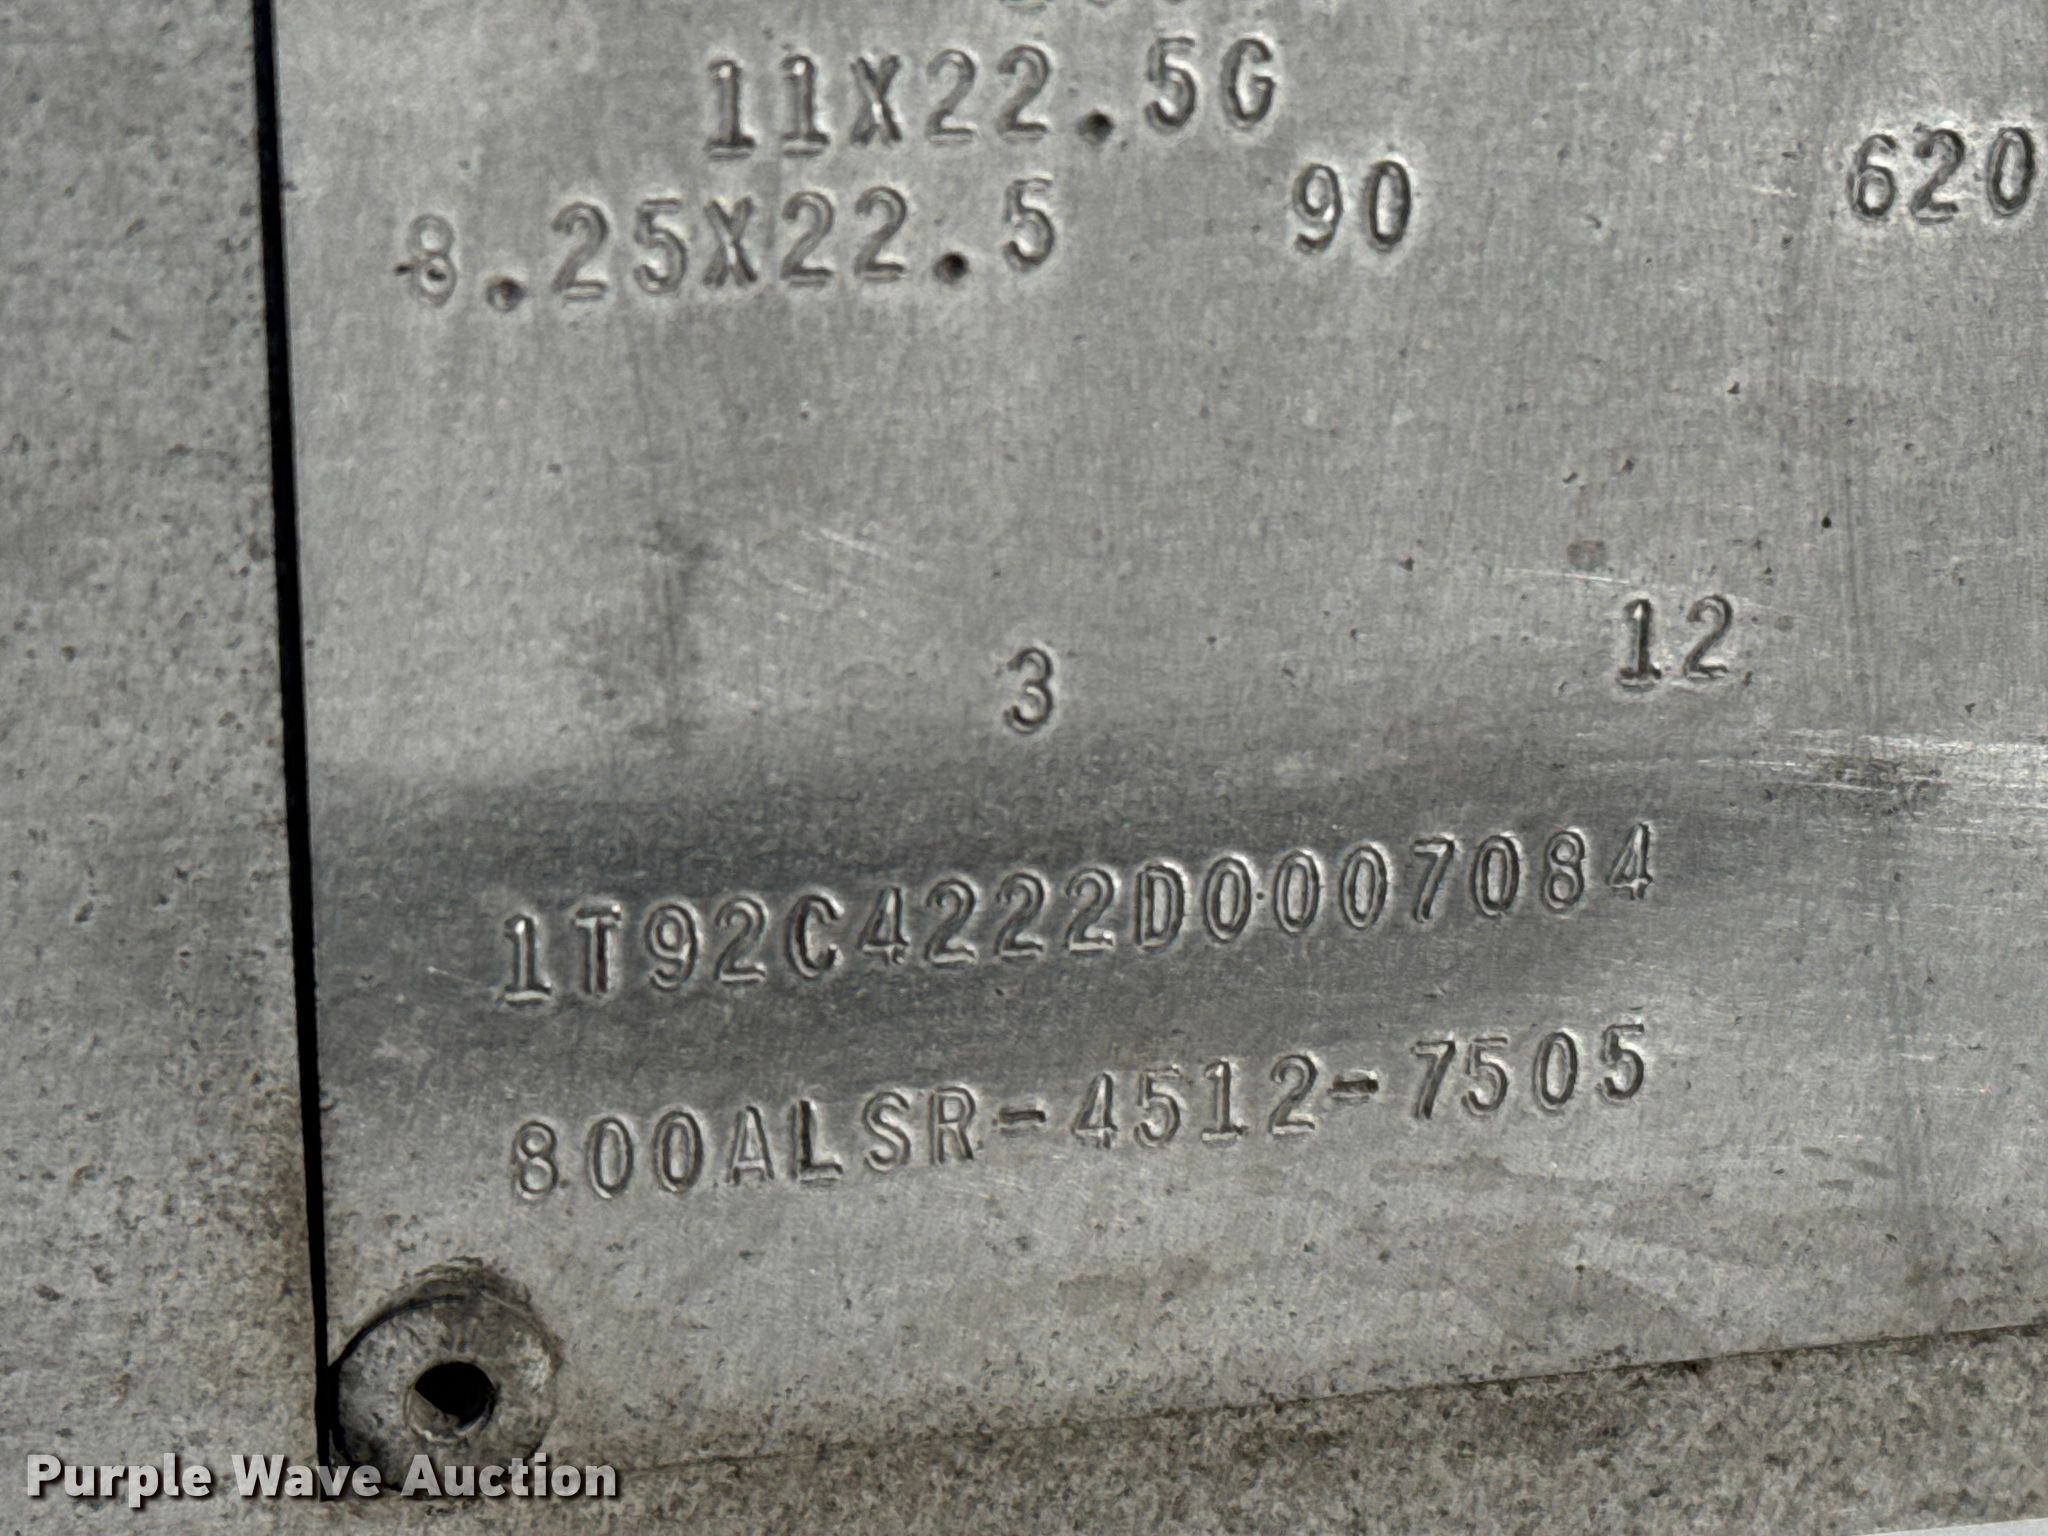 11X22.5G
8.25X22.5 90 620
3 12
1T92C4222D0007084
800ALSR-4512-7505
Purple Wave Auction